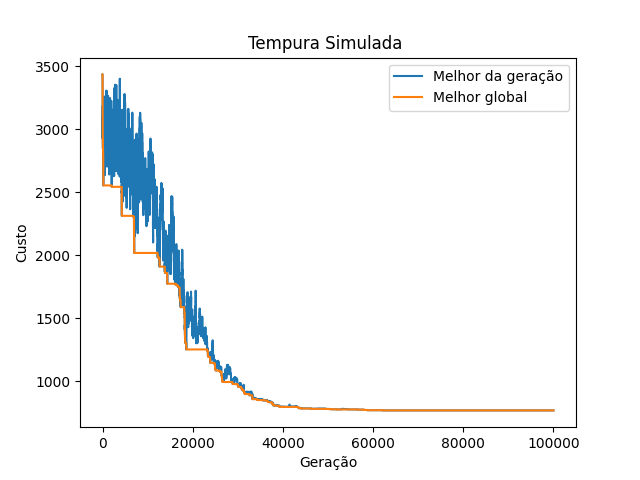 Tempura Simulada
Melhor da geração
Melhor global
3500
3000
2500
2000
1500
1000
Custo
0
20000
40000
60000
80000
100000
Geração